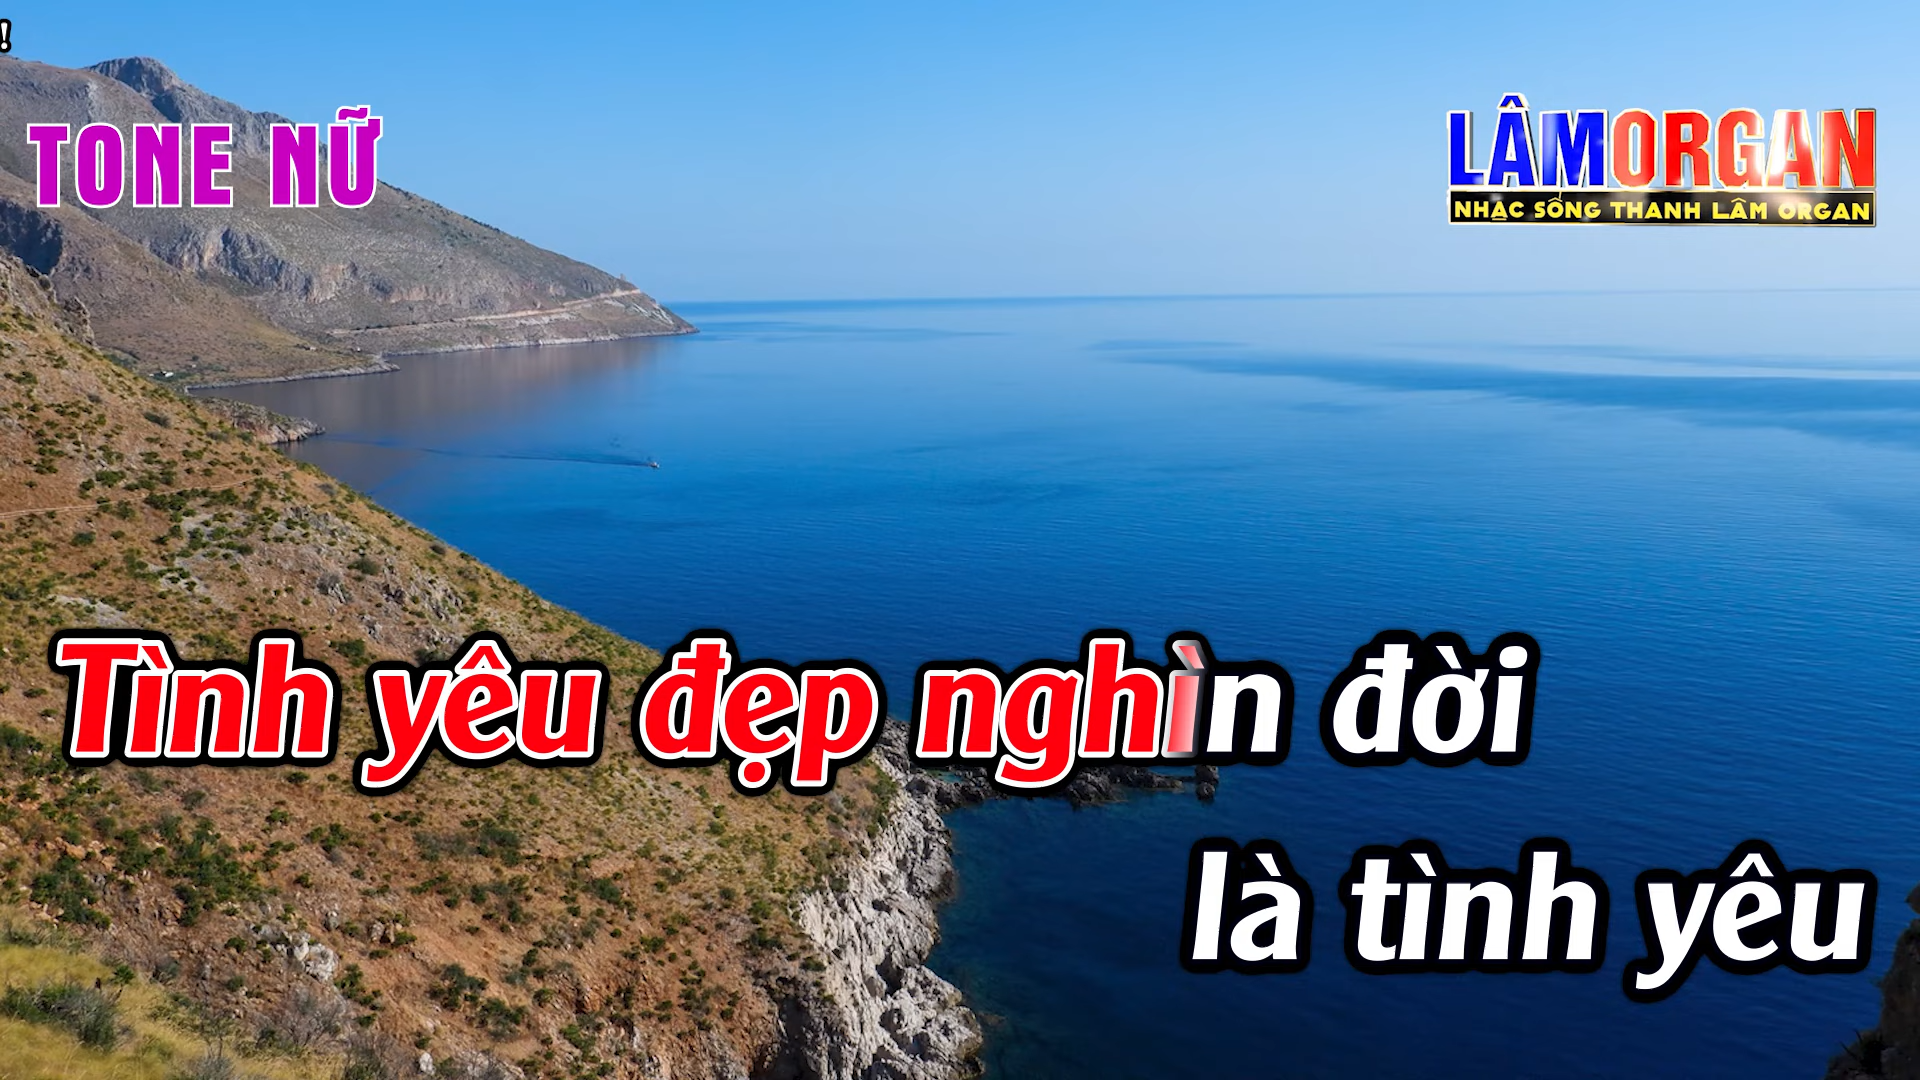 !
TONE NỮ
LÂMORGAN
NHẠC SỐNG THANH LÂM ORGAN
Tình yêu đẹp nghìn đời
là tình yêu